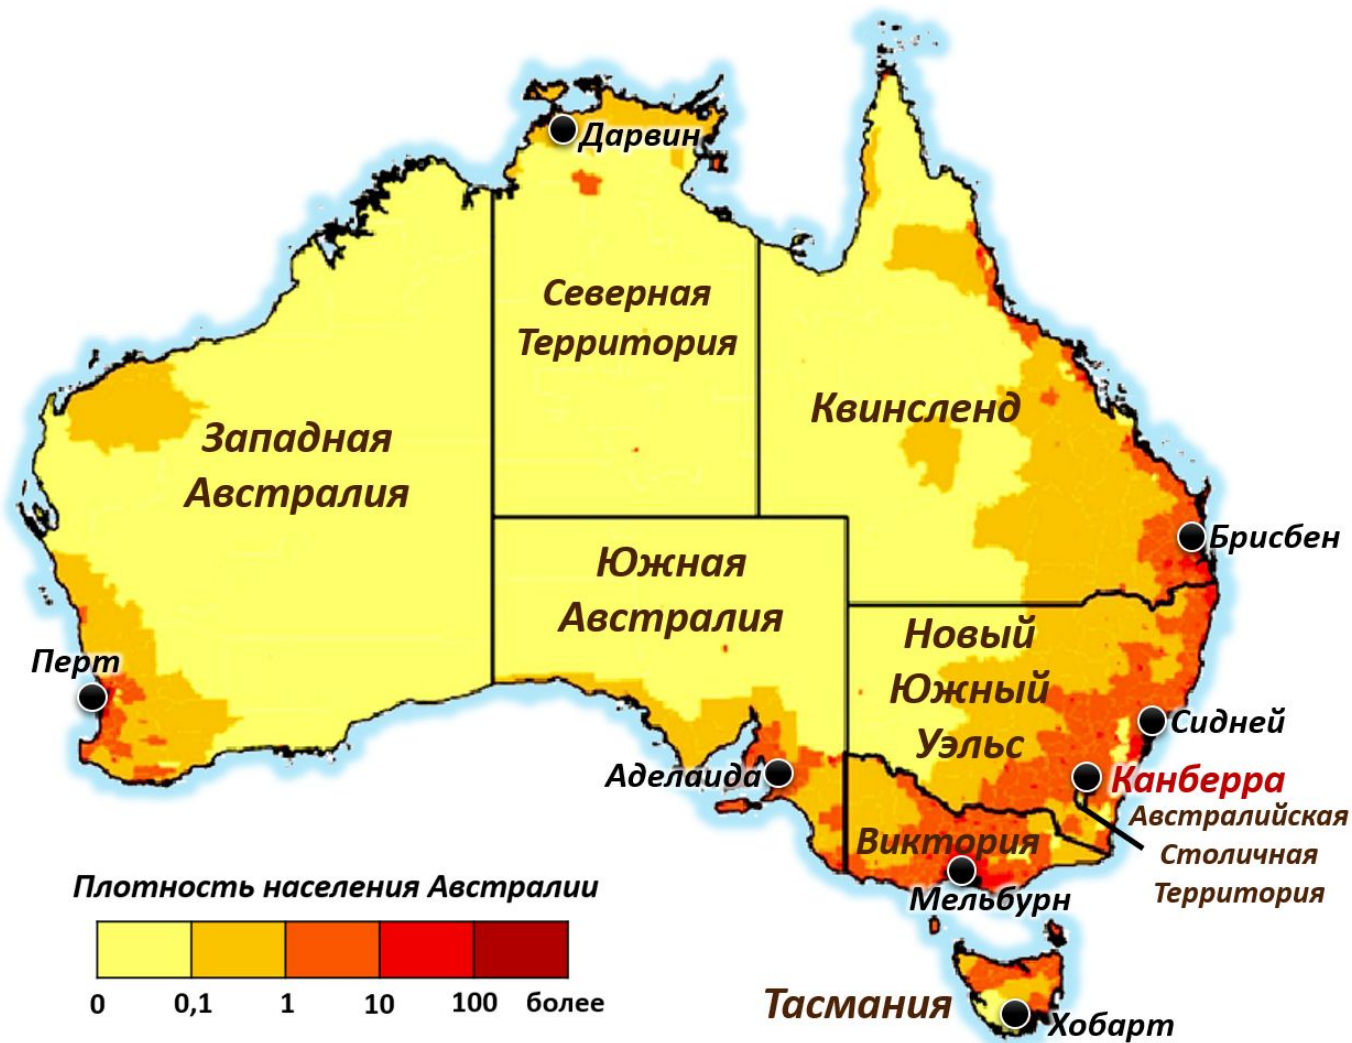 Дарвин
Северная
Территория
Квинсленд
Западная
Австралия
Брисбен
Южная
Австралия
Новый
Южный
Уэльс
Перт
Сидней
Аделаида
Канберра
Австралийская
Столичная
Территория
Виктория
Мельбурн
Плотность населения Австралии
0 0,1 1 10 100 более
Тасмания
Хобарт